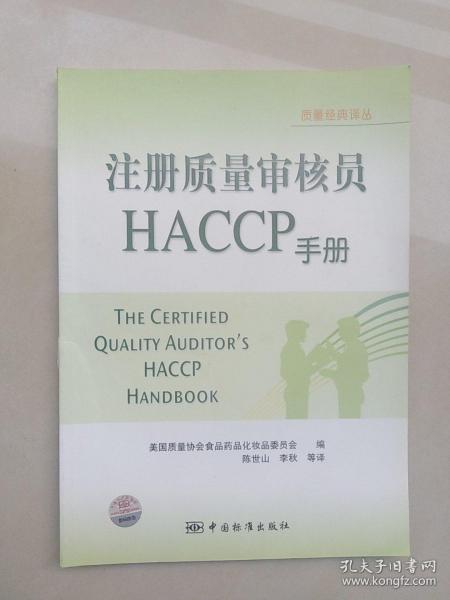 质量经典译丛
注册质量审核员
HACCP手册
THE CERTIFIED
QUALITY AUDITOR'S
HACCP
HANDBOOK
美国质量协会食品药品化妆品委员会 编
陈世山 李秋 等译
中国标准出版社
孔夫子旧书网
www.kongfz.com